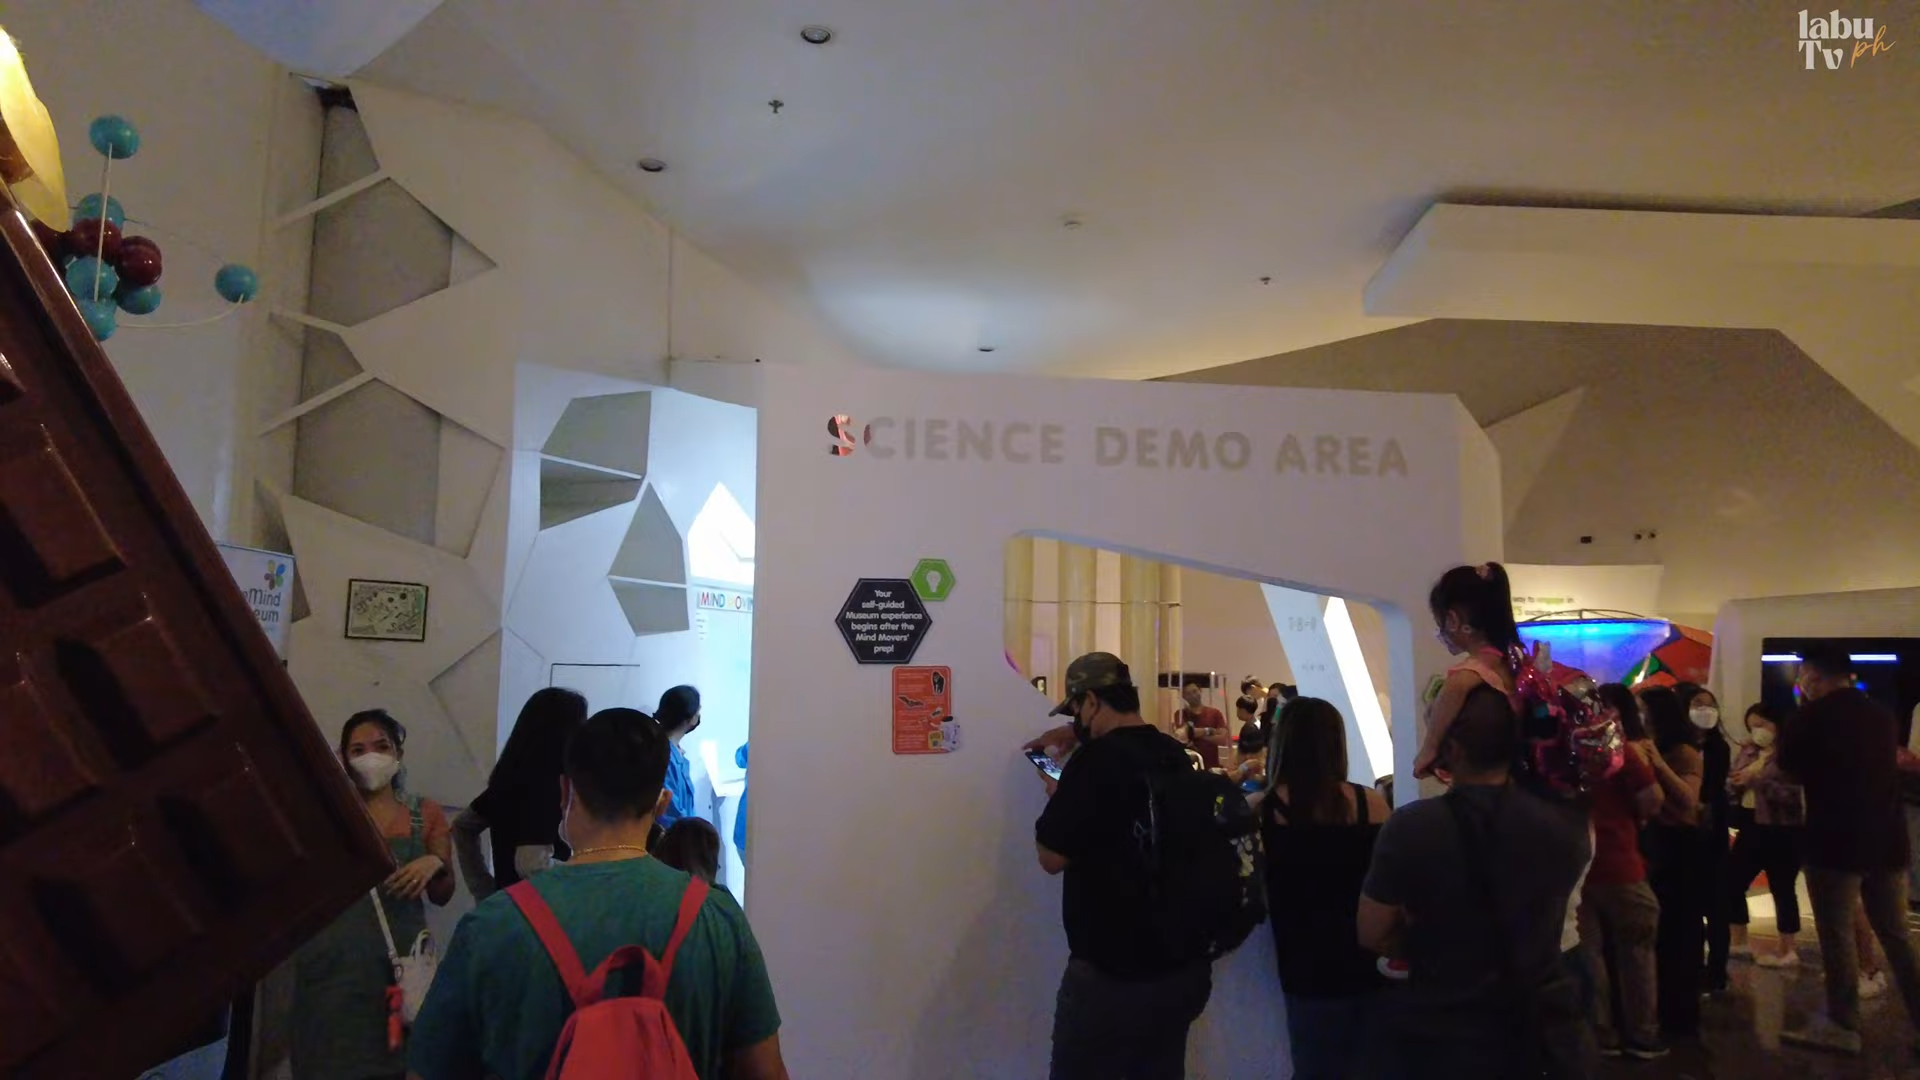 labu
Tv ph
SCIENCE DEMO AREA
Your
self-guided
Museum experience
begins after the
Mind Movers'
prep!
MIND MOV
Mind
eum